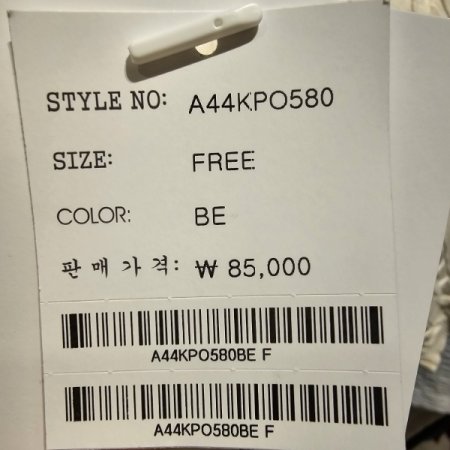 STYLE NO: A44KPO580
SIZE: FREE
COLOR: BE
판매가격: ₩ 85,000
A44KPO580BE F
A44KPO580BE F